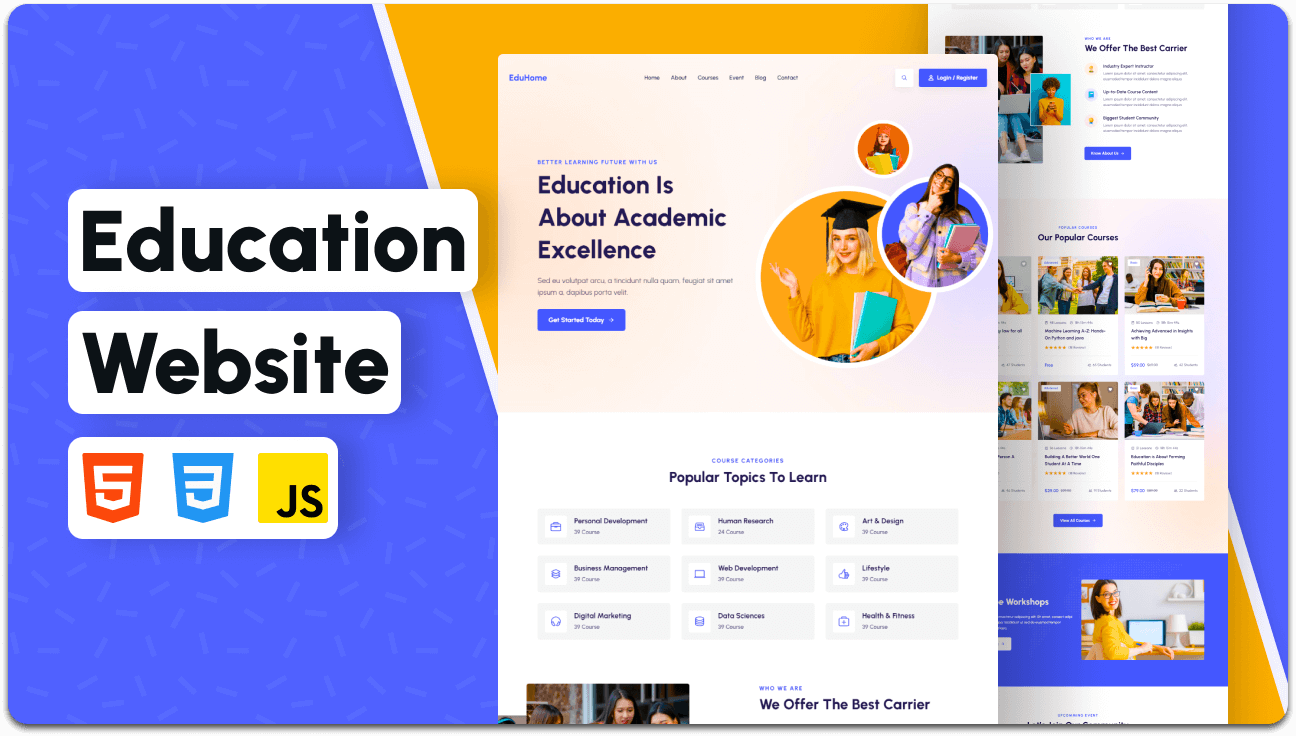 Education
Website
JS
EduHome
Home About Courses Event Blog Contact
Login / Register
BETTER LEARNING FUTURE WITH US
Education Is
About Academic
Excellence
Sed eu volutpat arcu, a tincidunt nulla quam, feugiat sit amet
ipsum a, dapibus porta velit.
Get Started Today
COURSE CATEGORIES
Popular Topics To Learn
Personal Development
39 Course
Human Research
24 Course
Art & Design
39 Course
Business Management
39 Course
Web Development
39 Course
Lifestyle
39 Course
Digital Marketing
39 Course
Data Sciences
39 Course
Health & Fitness
39 Course
WHO WE ARE
We Offer The Best Carrier
WHO WE ARE
We Offer The Best Carrier
Industry Expert Instructor
Up-to-Date Course Content
Biggest Student Community
Know About Us
POPULAR COURSES
Our Popular Courses
Machine Learning A-Z: Hands-
On Python and java
Free
Achieving Advanced in Insights
with Big
$69.00
Building A Better World One
Student At A Time
Education is About Forming
Faithful Disciples
$79.00
View All Courses
Workshops
UPCOMING EVENT